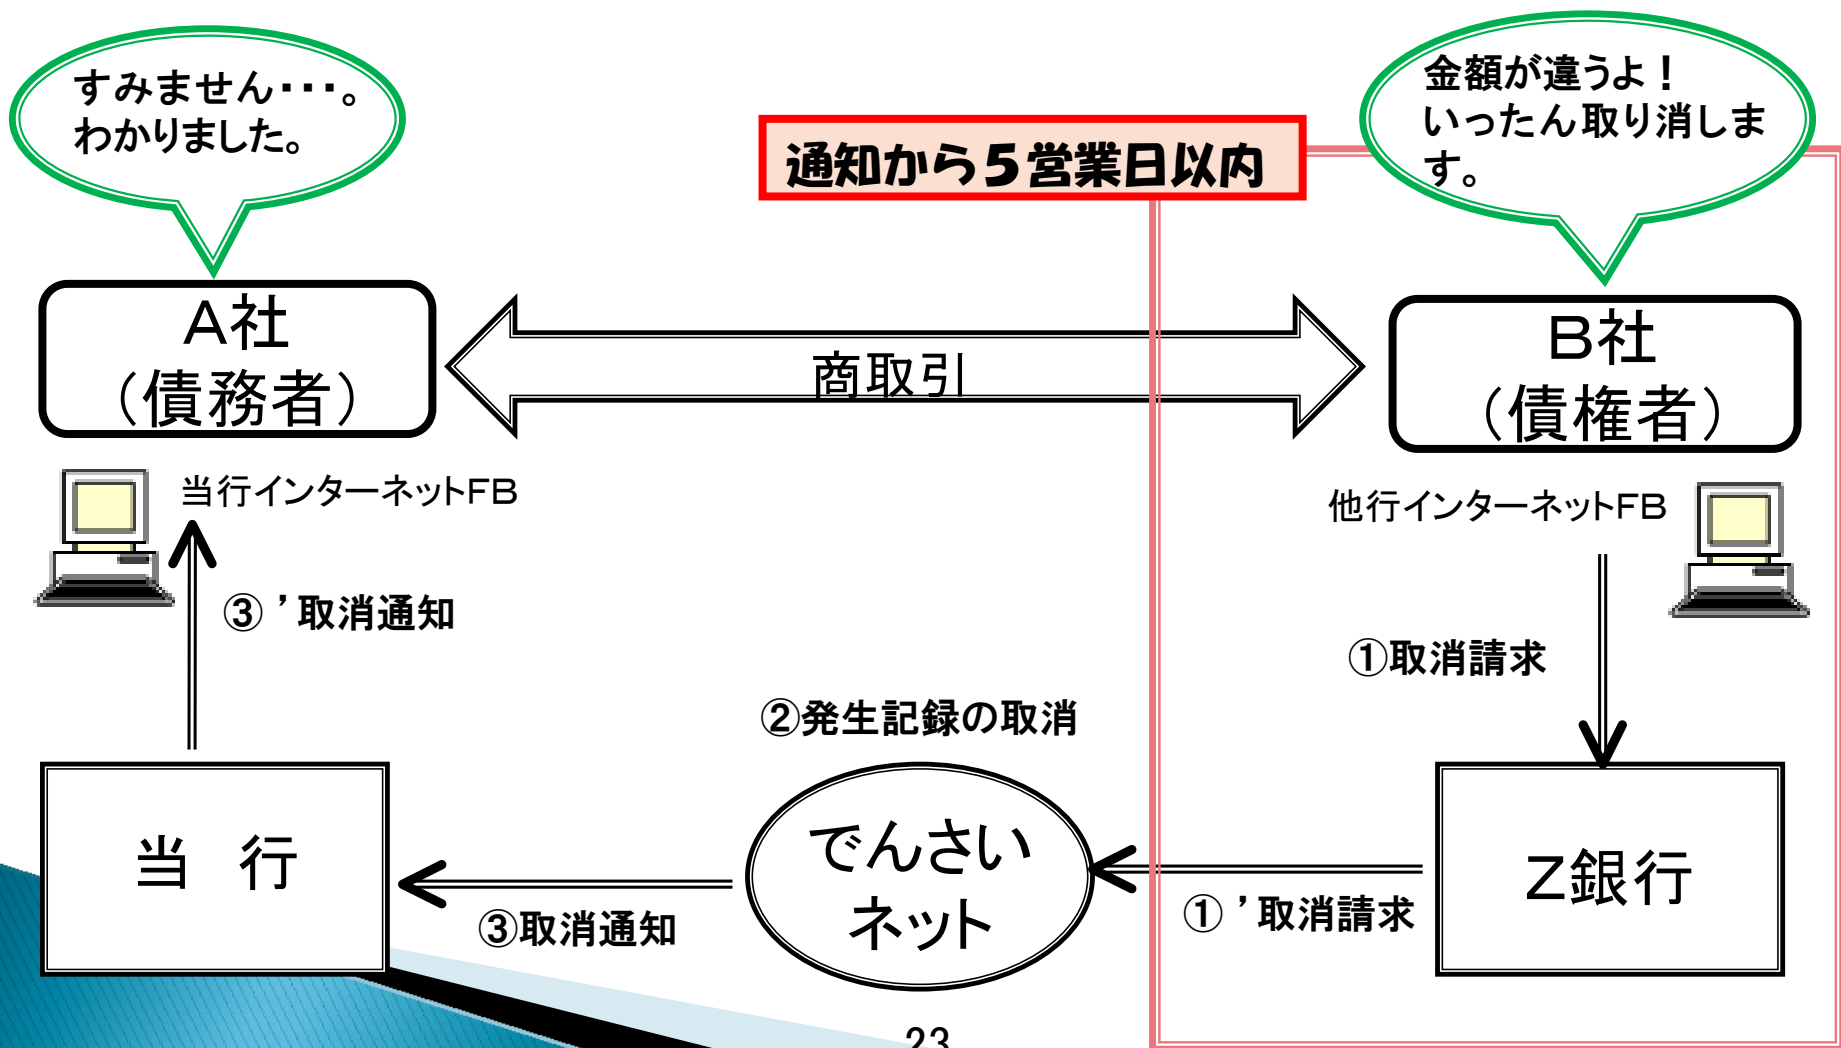 すみません・・・。
わかりました。
金額が違うよ！
いったん取り消しま
す。
通知から５営業日以内
Ａ社
（債務者）
商取引
Ｂ社
（債権者）
当行インターネットＦＢ
他行インターネットＦＢ
③’取消通知
①取消請求
②発生記録の取消
当　行
でんさい
ネット
Ｚ銀行
③取消通知
①’取消請求
23